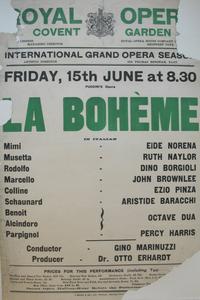 ROYAL OPERA
COVENT GARDEN
INTERNATIONAL GRAND OPERA SEASON
FRIDAY, 15th JUNE at 8.30
PUCCINI'S Opera
LA BOHÈME
IN ITALIAN
Mimi - EIDE NORENA
Musetta - RUTH NAYLOR
Rodolfo - DINO BORGIOLI
Marcello - JOHN BROWNLEE
Colline - EZIO PINZA
Schaunard - ARISTIDE BARACCHI
Benoit
Alcindoro } OCTAVE DUA
Parpignol - PERCY HARRIS
Conductor - GINO MARINUZZI
Producer - Dr. OTTO ERHARDT
PRICES FOR THIS PERFORMANCE (including Tax)